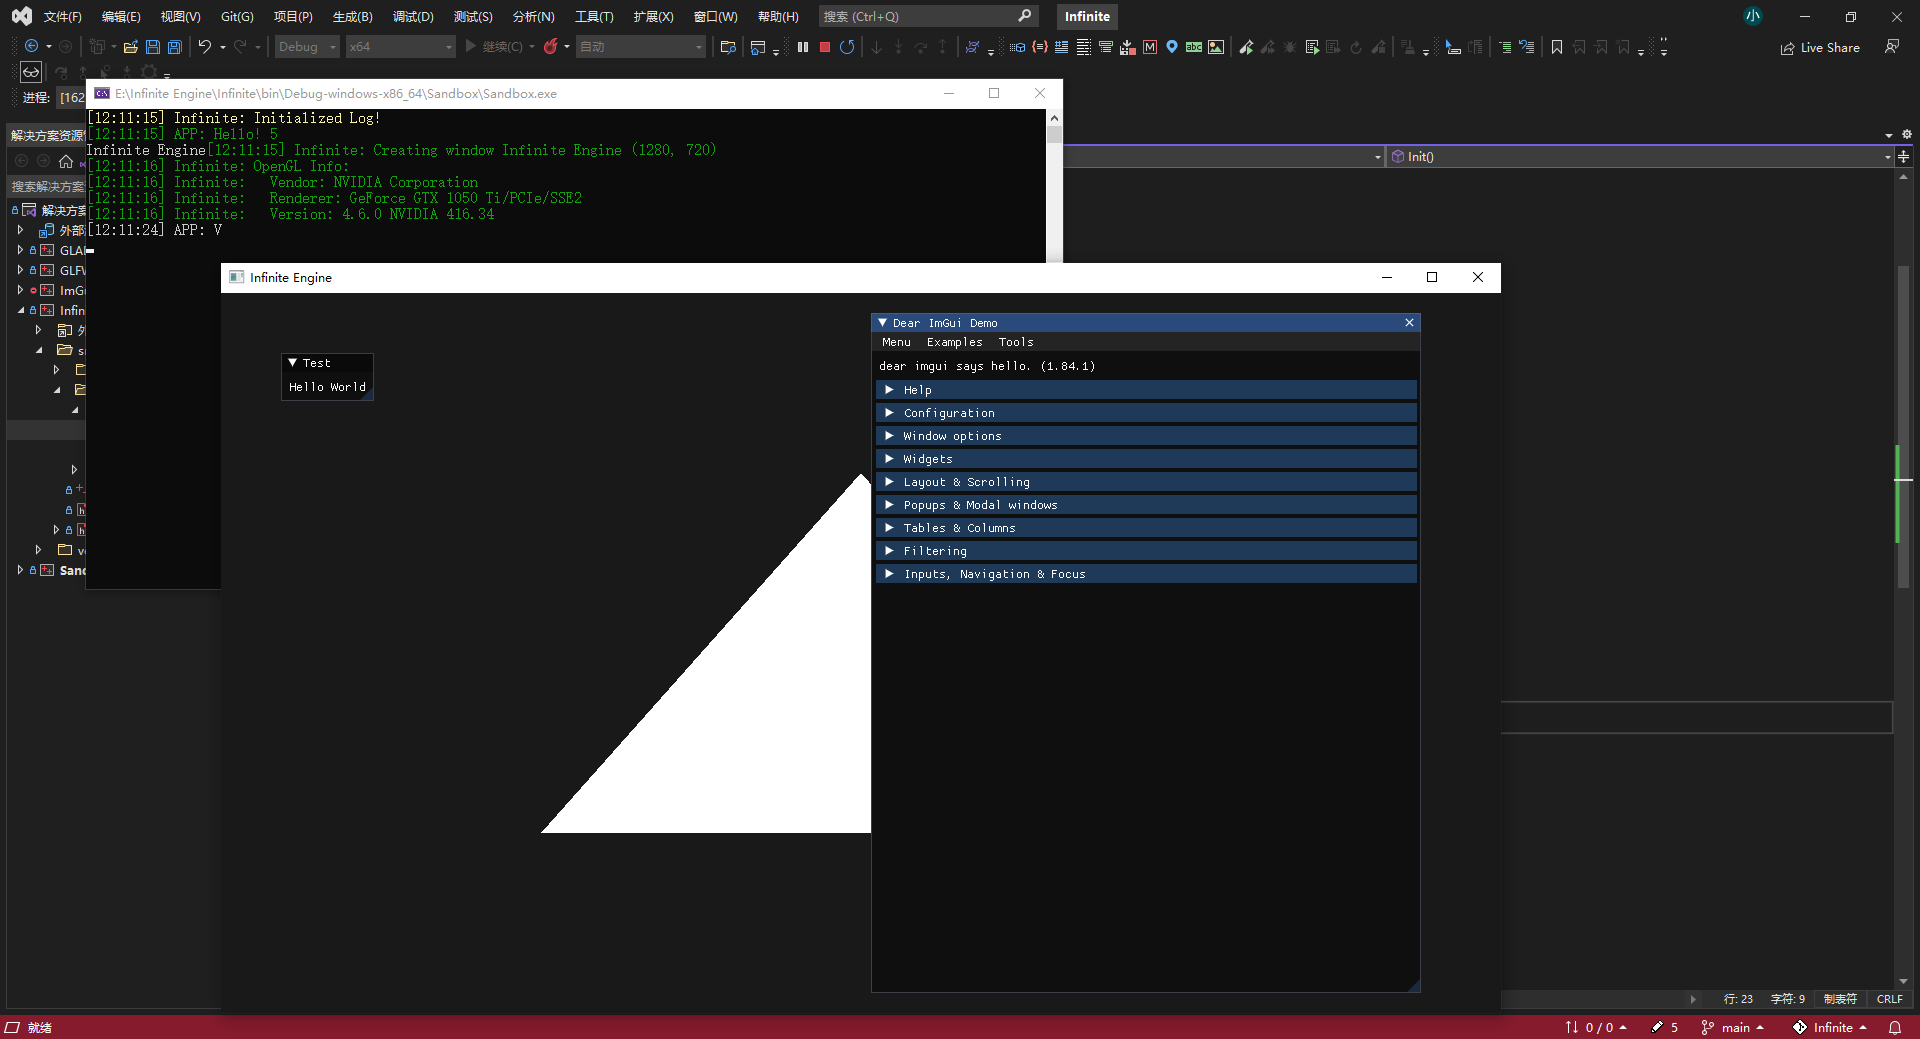 文件(F) 编辑(E) 视图(V) Git(G) 项目(P) 生成(B) 调试(D) 测试(S) 分析(N) 工具(T) 扩展(X) 窗口(W) 帮助(H) 搜索 (Ctrl+Q) Infinite 小
Debug x64 继续(C) 自动 Live Share
进程: [162
E:\Infinite Engine\Infinite\bin\Debug-windows-x86_64\Sandbox\Sandbox.exe
[12:11:15] Infinite: Initialized Log!
[12:11:15] APP: Hello! 5
Infinite Engine[12:11:15] Infinite: Creating window Infinite Engine (1280, 720)
[12:11:16] Infinite: OpenGL Info:
[12:11:16] Infinite:   Vendor: NVIDIA Corporation
[12:11:16] Infinite:   Renderer: GeForce GTX 1050 Ti/PCIe/SSE2
[12:11:16] Infinite:   Version: 4.6.0 NVIDIA 416.34
[12:11:24] APP: V
解决方案资源
搜索解决方案
解决方案
外部
GLA
GLFW
ImGu
Infin
外
sr
ve
Sand
Init()
Infinite Engine
Test
Hello World
Dear ImGui Demo
Menu Examples Tools
dear imgui says hello. (1.84.1)
Help
Configuration
Window options
Widgets
Layout & Scrolling
Popups & Modal windows
Tables & Columns
Filtering
Inputs, Navigation & Focus
行: 23 字符: 9 制表符 CRLF
就绪 0 / 0 5 main Infinite